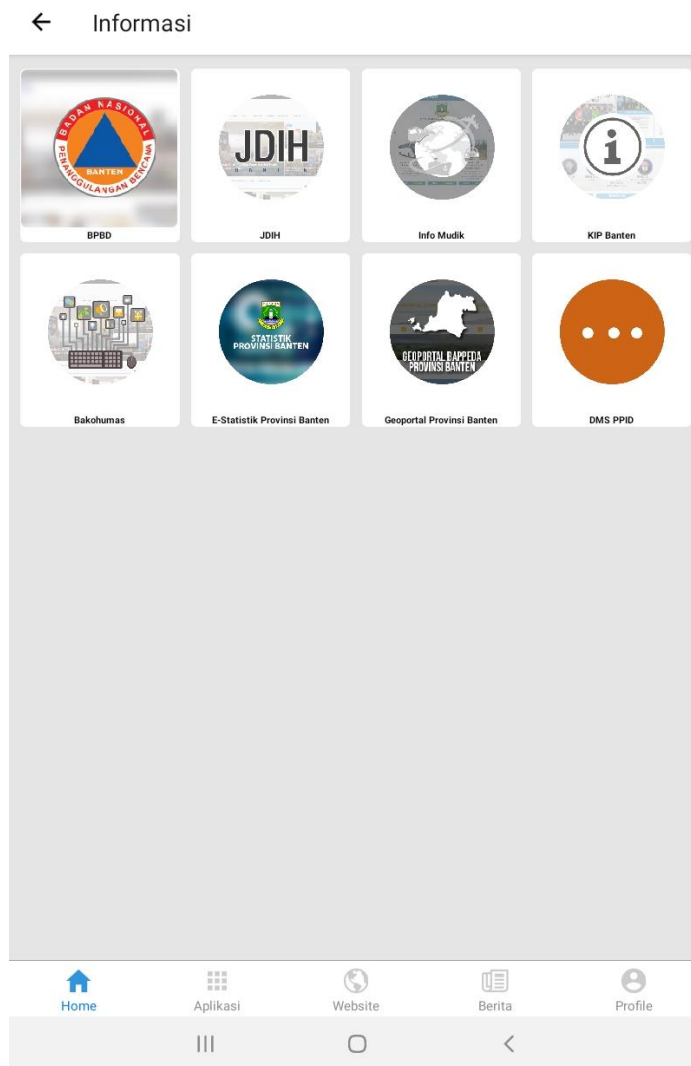 Informasi
BADAN NASIONAL
BANTEN
PENANGGULANGAN BENCANA
BPBD
JDIH
BANTEN
JDIH
Info Mudik
i
KIP Banten
Bakohumas
STATISTIK
PROVINSI BANTEN
E-Statistik Provinsi Banten
GEOPORTAL BAPPEDA
PROVINSI BANTEN
Geoportal Provinsi Banten
DMS PPID
Home
Aplikasi
Website
Berita
Profile